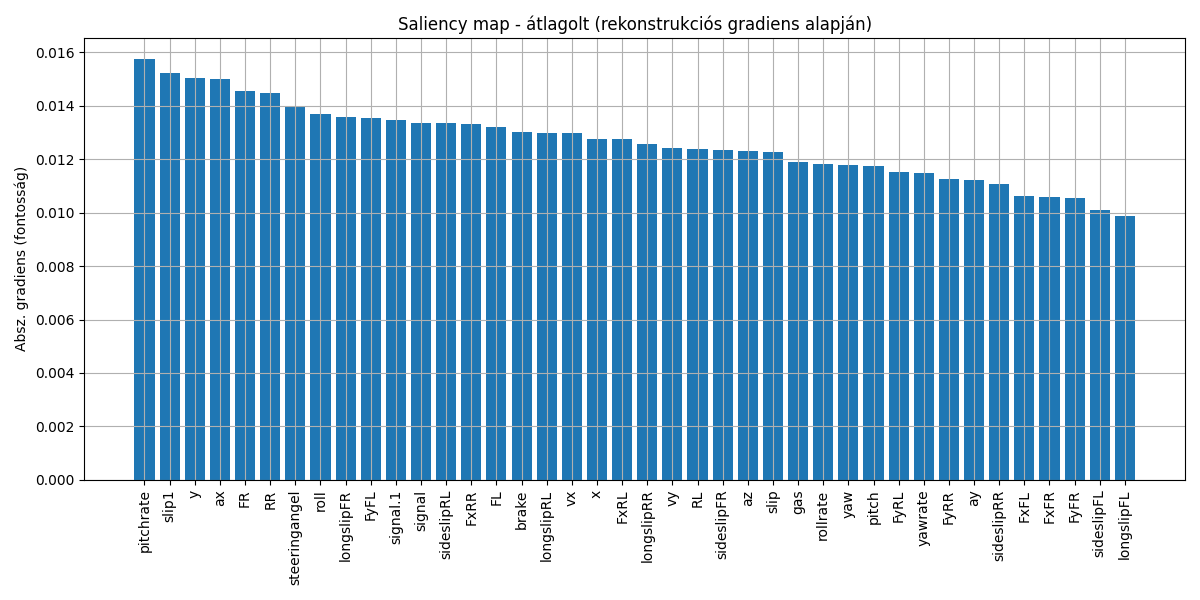 Saliency map - átlagolt (rekonstrukciós gradiens alapján)
Absz. gradiens (fontosság)
0.016
0.014
0.012
0.010
0.008
0.006
0.004
0.002
0.000
pitchrate
slip1
y
ax
FR
RR
steeringangel
roll
longslipFR
FyFL
signal.1
signal
sideslipRL
FxRR
FL
brake
longslipRL
vx
x
FxRL
longslipRR
vy
RL
sideslipFR
az
slip
gas
rollrate
yaw
pitch
FyRL
yawrate
FyRR
ay
sideslipRR
FxFL
FxFR
FyFR
sideslipFL
longslipFL